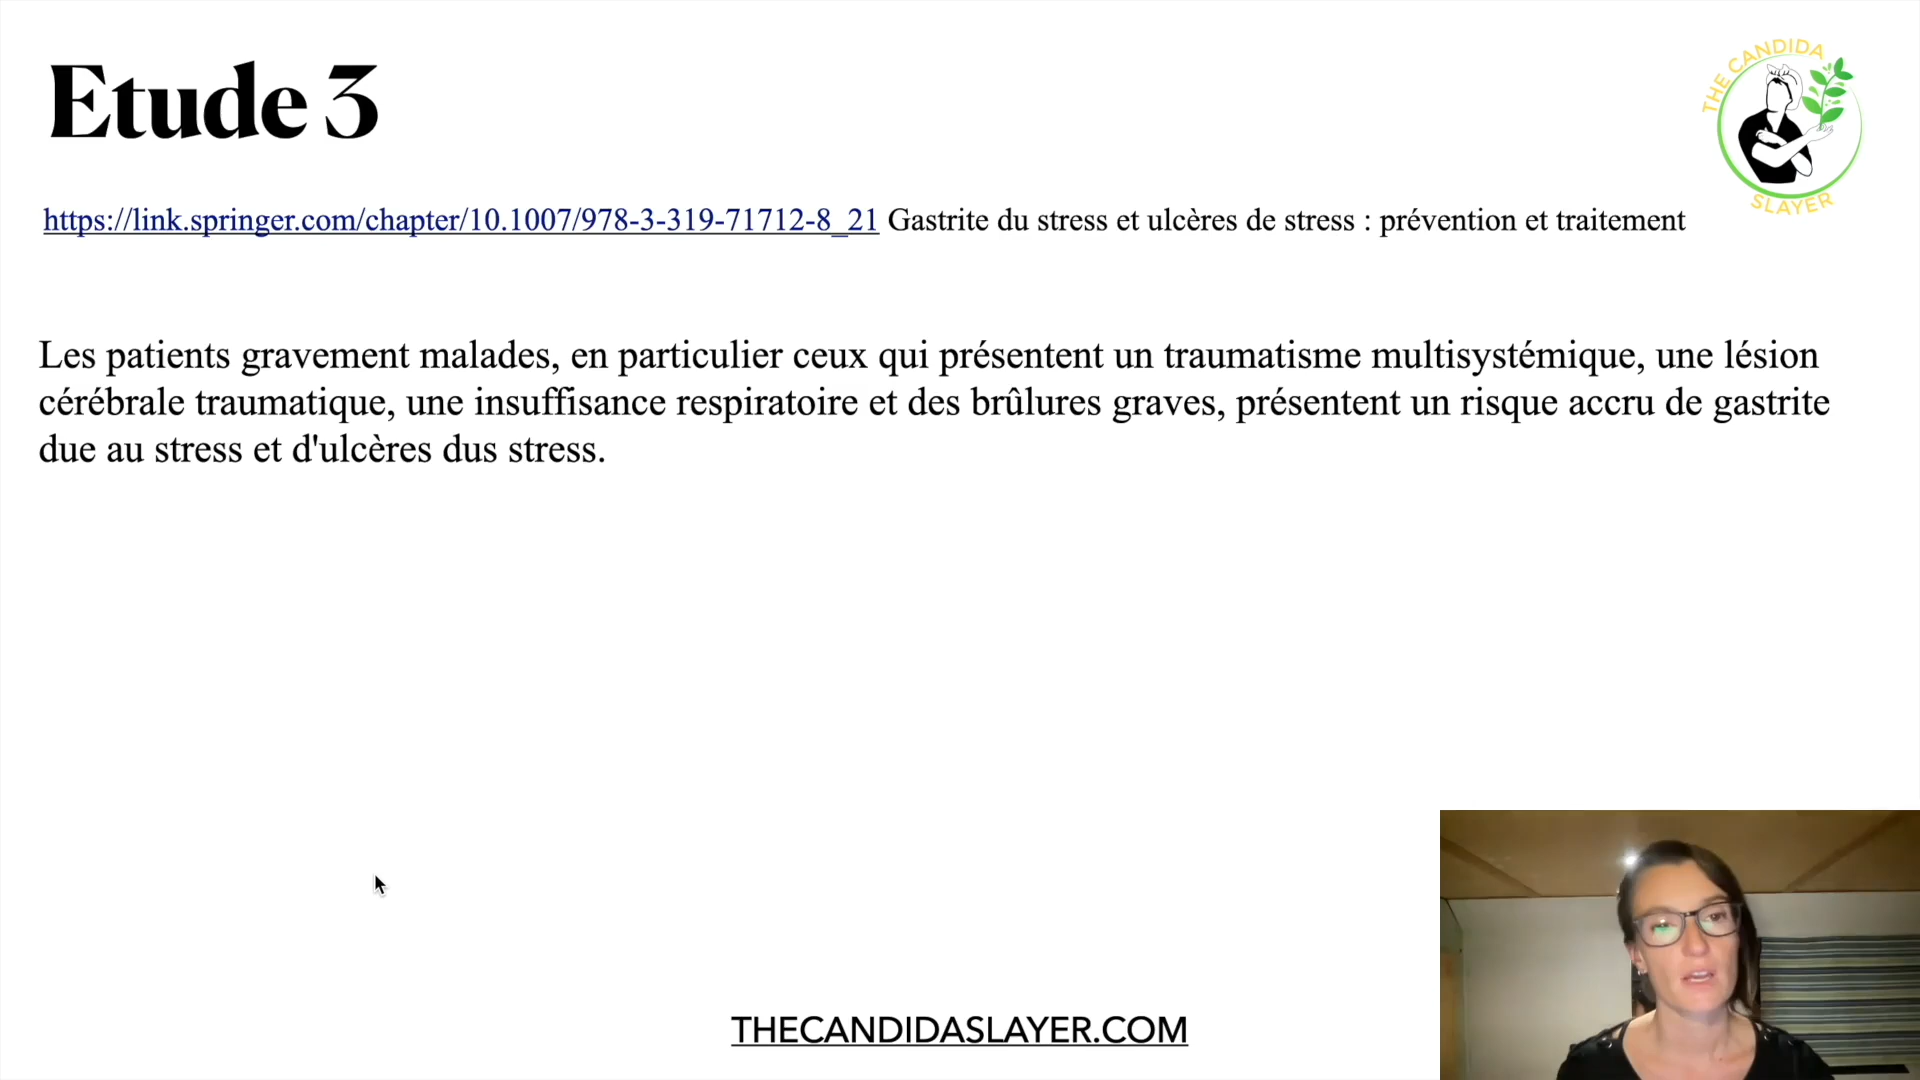 Etude 3
THE CANDIDA
SLAYER
https://link.springer.com/chapter/10.1007/978-3-319-71712-8_21 Gastrite du stress et ulcères de stress : prévention et traitement
Les patients gravement malades, en particulier ceux qui présentent un traumatisme multisystémique, une lésion
cérébrale traumatique, une insuffisance respiratoire et des brûlures graves, présentent un risque accru de gastrite
due au stress et d'ulcères dus stress.
THECANDIDASLAYER.COM